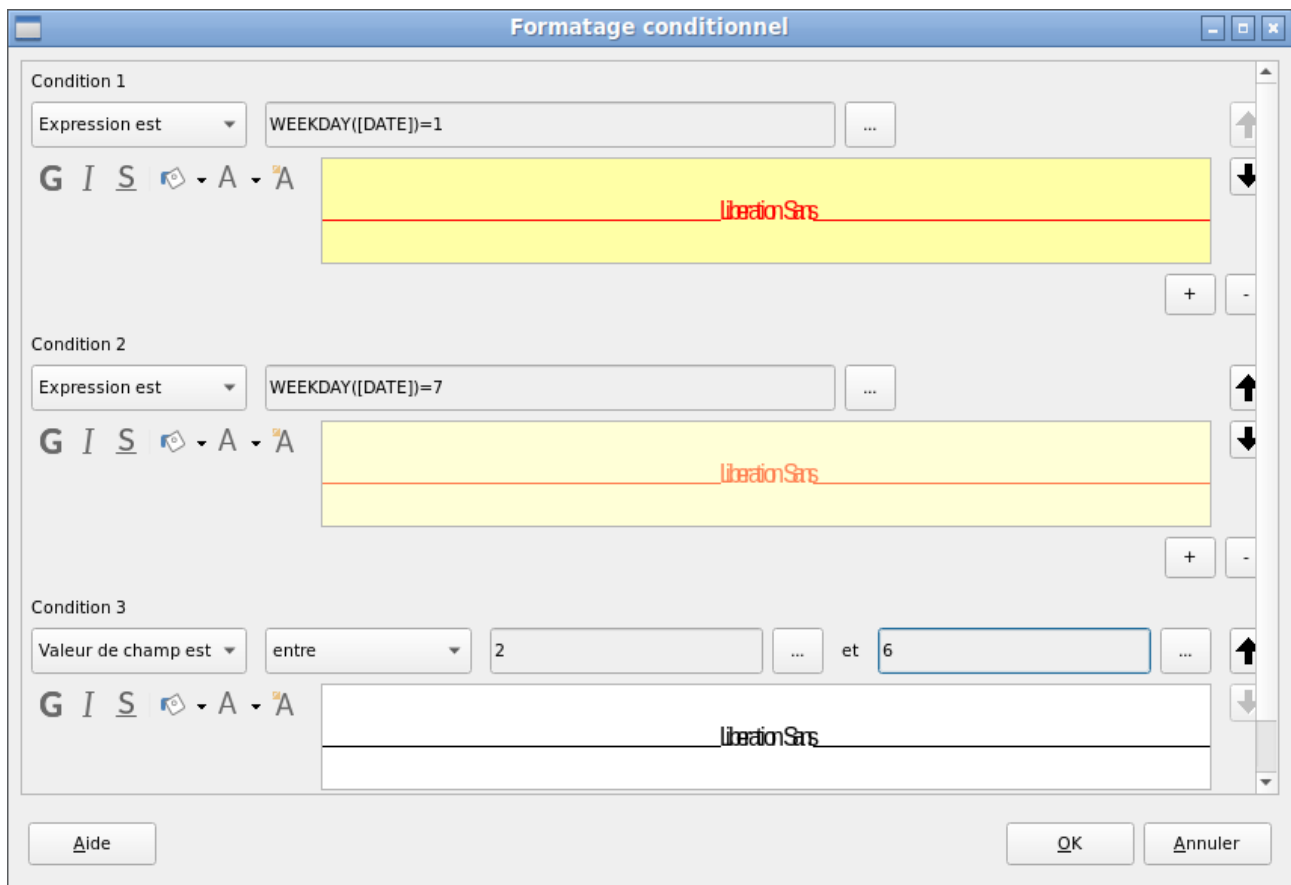 Formatage conditionnel
Condition 1
Expression est WEEKDAY([DATE])=1 ...
G I S A A
Liberation Sans
+ -
Condition 2
Expression est WEEKDAY([DATE])=7 ...
G I S A A
Liberation Sans
+ -
Condition 3
Valeur de champ est entre 2 ... et 6 ...
G I S A A
Liberation Sans
Aide OK Annuler